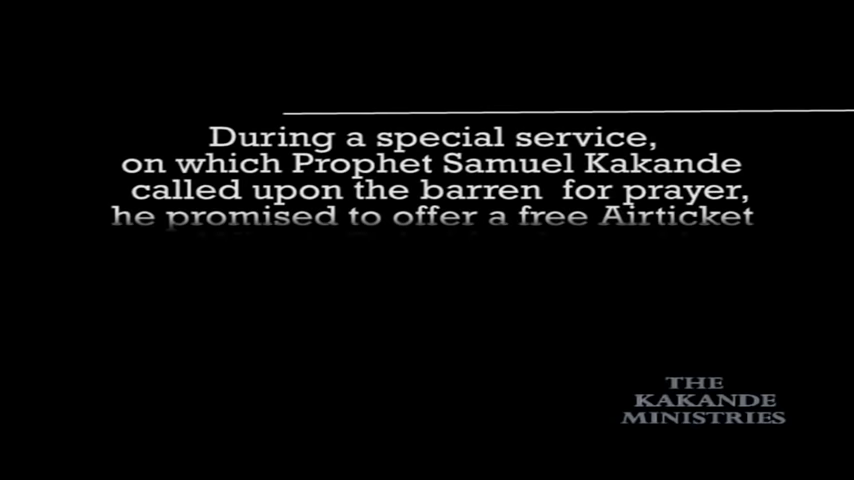 During a special service,
on which Prophet Samuel Kakande
called upon the barren for prayer,
he promised to offer a free Airticket
THE
KAKANDE
MINISTRIES